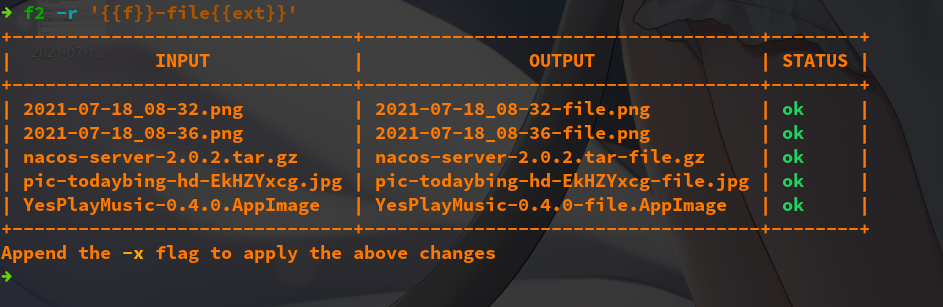 ➜ f2 -r '{{f}}-file{{ext}}'
2021-07-1...
INPUT OUTPUT STATUS
2021-07-18_08-32.png 2021-07-18_08-32-file.png ok
2021-07-18_08-36.png 2021-07-18_08-36-file.png ok
nacos-server-2.0.2.tar.gz nacos-server-2.0.2.tar-file.gz ok
pic-todaybing-hd-EkHZYxcg.jpg pic-todaybing-hd-EkHZYxcg-file.jpg ok
YesPlayMusic-0.4.0.AppImage YesPlayMusic-0.4.0-file.AppImage ok
Append the -x flag to apply the above changes
➜